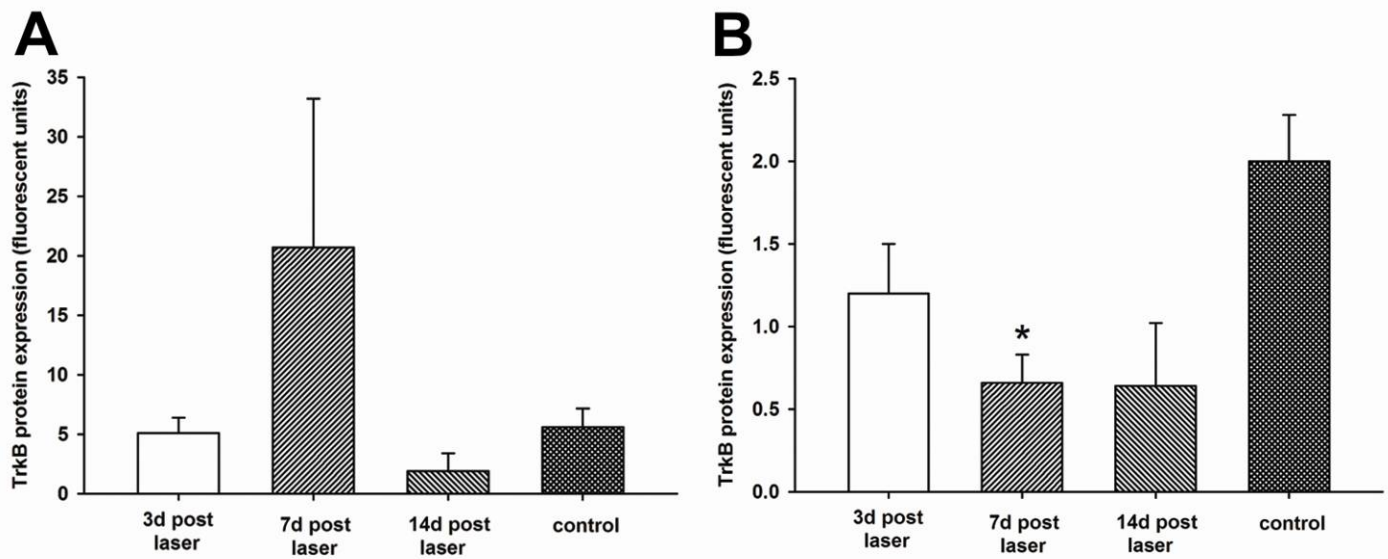 A
TrkB protein expression (fluorescent units)
35
30
25
20
15
10
5
0
3d post
laser
7d post
laser
14d post
laser
control
B
TrkB protein expression (fluorescent units)
2.5
2.0
1.5
1.0
0.5
0.0
*
3d post
laser
7d post
laser
14d post
laser
control